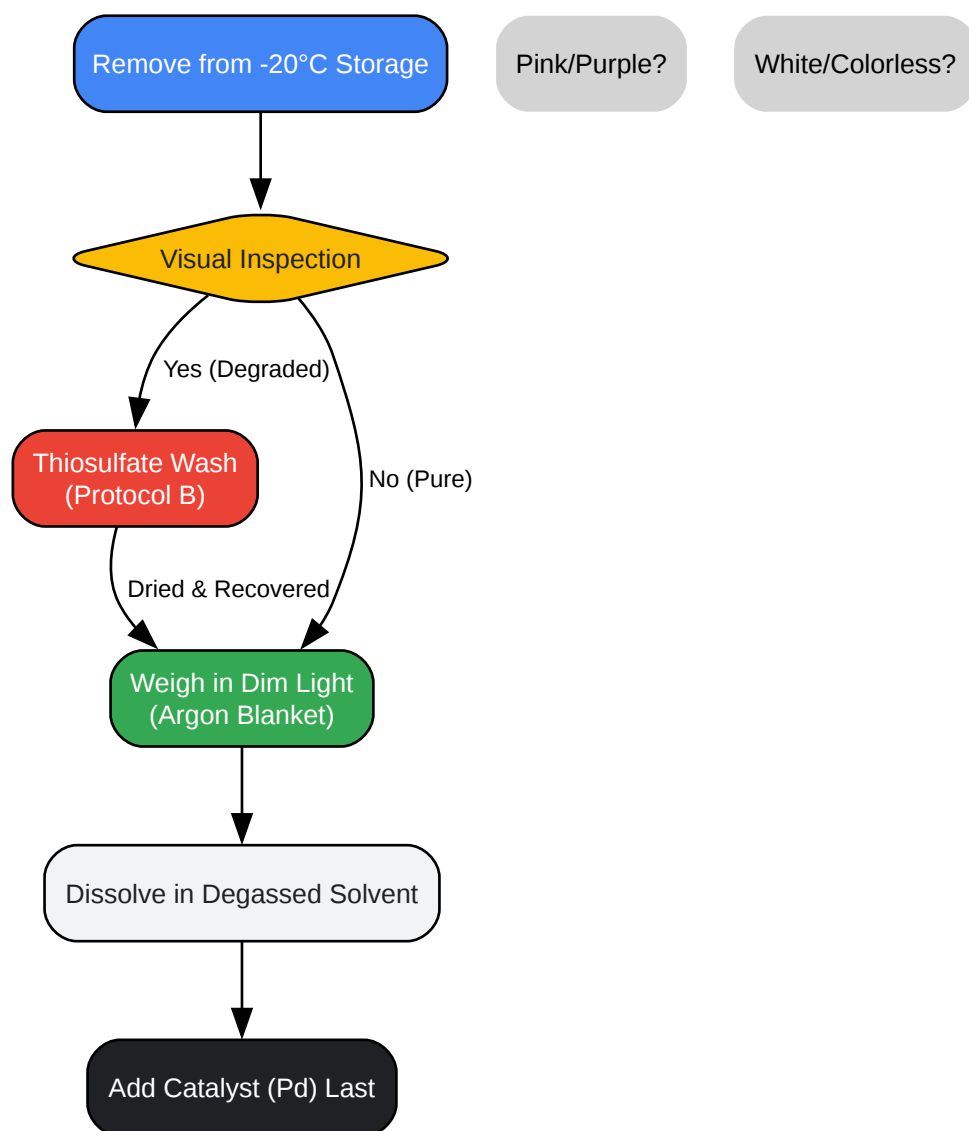 Remove from -20°C Storage
Pink/Purple?
White/Colorless?
Visual Inspection
Yes (Degraded)
Thiosulfate Wash
(Protocol B)
No (Pure)
Dried & Recovered
Weigh in Dim Light
(Argon Blanket)
Dissolve in Degassed Solvent
Add Catalyst (Pd) Last